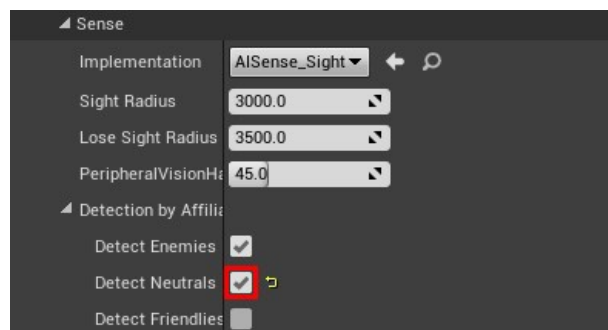 Sense
Implementation AISense_Sight
Sight Radius 3000.0
Lose Sight Radius 3500.0
PeripheralVisionHa 45.0
Detection by Affilia
Detect Enemies
Detect Neutrals
Detect Friendlies